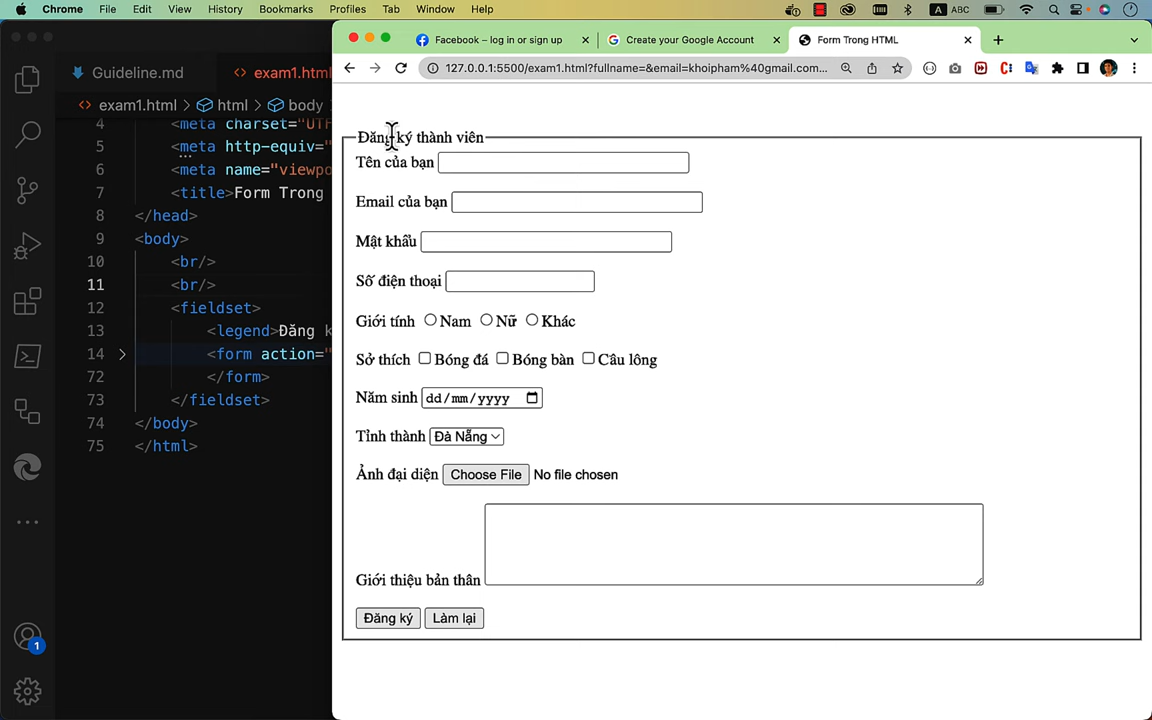 Chrome File Edit View History Bookmarks Profiles Tab Window Help
ABC
Guideline.md
exam1.html
exam1.html > html > body
Facebook – log in or sign up
Create your Google Account
Form Trong HTML
127.0.0.1:5500/exam1.html?fullname=&email=khoipham%40gmail.com...
4 <meta charset="UTF
5 <meta http-equiv="
6 <meta name="viewpo
7 <title>Form Trong
8 </head>
9 <body>
10 <br/>
11 <br/>
12 <fieldset>
13 <legend>Đăng k
14 <form action="
72 </form>
73 </fieldset>
74 </body>
75 </html>
1
Đăng ký thành viên
Tên của bạn
Email của bạn
Mật khẩu
Số điện thoại
Giới tính Nam Nữ Khác
Sở thích Bóng đá Bóng bàn Câu lông
Năm sinh dd/mm/yyyy
Tỉnh thành Đà Nẵng
Ảnh đại diện Choose File No file chosen
Giới thiệu bản thân
Đăng ký Làm lại